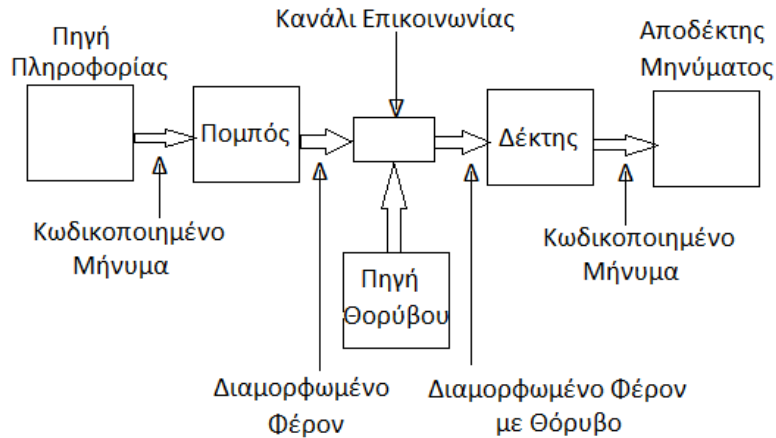 Κανάλι Επικοινωνίας
Πηγή
Πληροφορίας
Αποδέκτης
Μηνύματος
Πομπός
Δέκτης
Κωδικοποιημένο
Μήνυμα
Κωδικοποιημένο
Μήνυμα
Πηγή
Θορύβου
Διαμορφωμένο
Φέρον
Διαμορφωμένο Φέρον
με Θόρυβο